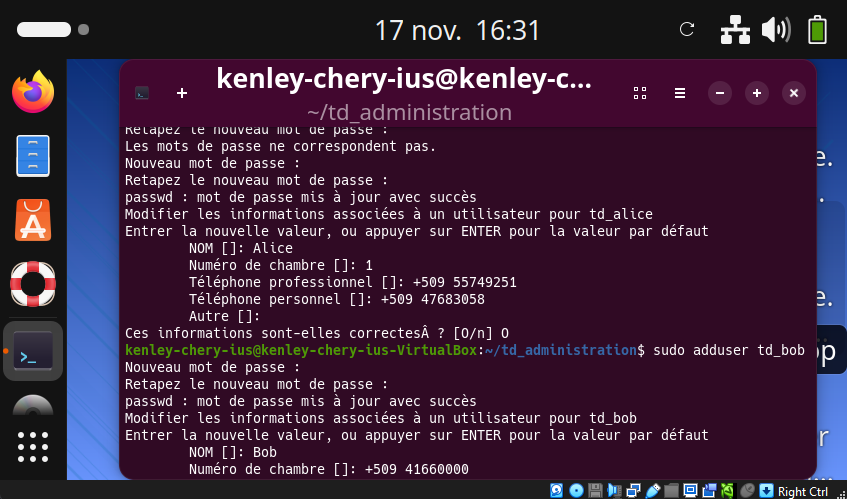 17 nov. 16:31
kenley-chery-ius@kenley-c...
~/td_administration
Retapez le nouveau mot de passe :
Les mots de passe ne correspondent pas.
Nouveau mot de passe :
Retapez le nouveau mot de passe :
passwd : mot de passe mis à jour avec succès
Modifier les informations associées à un utilisateur pour td_alice
Entrer la nouvelle valeur, ou appuyer sur ENTER pour la valeur par défaut
NOM []: Alice
Numéro de chambre []: 1
Téléphone professionnel []: +509 55749251
Téléphone personnel []: +509 47683058
Autre []:
Ces informations sont-elles correctesÂ ? [O/n] O
kenley-chery-ius@kenley-chery-ius-VirtualBox:~/td_administration$ sudo adduser td_bob
Nouveau mot de passe :
Retapez le nouveau mot de passe :
passwd : mot de passe mis à jour avec succès
Modifier les informations associées à un utilisateur pour td_bob
Entrer la nouvelle valeur, ou appuyer sur ENTER pour la valeur par défaut
NOM []: Bob
Numéro de chambre []: +509 41660000
Right Ctrl